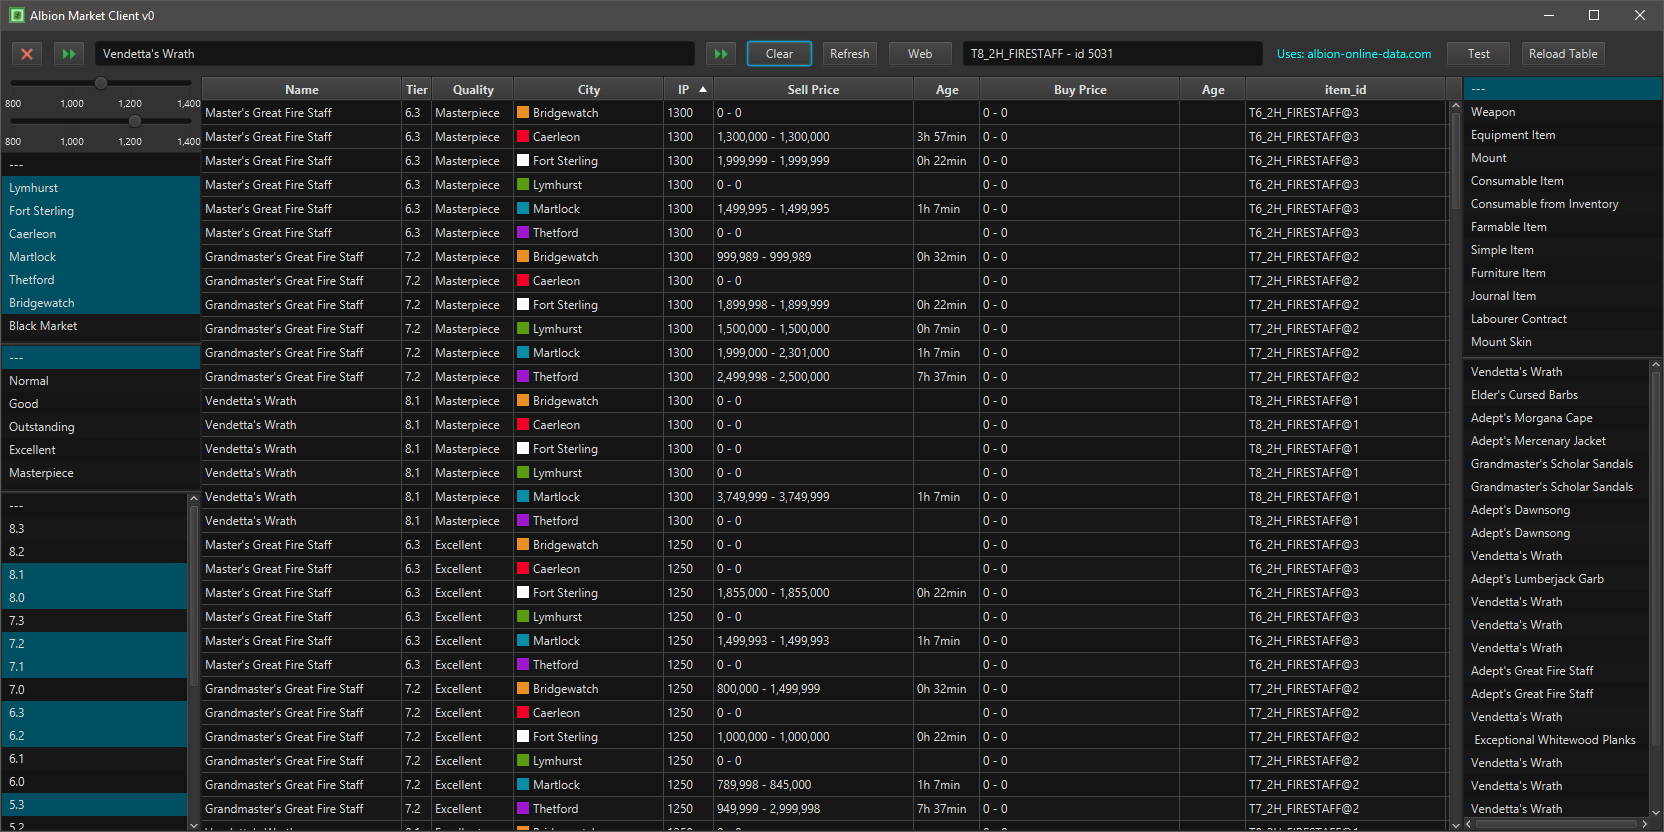 Albion Market Client v0
Vendetta's Wrath Clear Refresh Web T8_2H_FIRESTAFF - id 5031 Uses: albion-online-data.com Test Reload Table
800 1,000 1,200 1,400
800 1,000 1,200 1,400
---
Lymhurst
Fort Sterling
Caerleon
Martlock
Thetford
Bridgewatch
Black Market
---
Normal
Good
Outstanding
Excellent
Masterpiece
---
8.3
8.2
8.1
8.0
7.3
7.2
7.1
7.0
6.3
6.2
6.1
6.0
5.3
5.2
Name Tier Quality City IP Sell Price Age Buy Price Age item_id
Master's Great Fire Staff 6.3 Masterpiece Bridgewatch 1300 0 - 0 0 - 0 T6_2H_FIRESTAFF@3
Master's Great Fire Staff 6.3 Masterpiece Caerleon 1300 1,300,000 - 1,300,000 3h 57min 0 - 0 T6_2H_FIRESTAFF@3
Master's Great Fire Staff 6.3 Masterpiece Fort Sterling 1300 1,999,999 - 1,999,999 0h 22min 0 - 0 T6_2H_FIRESTAFF@3
Master's Great Fire Staff 6.3 Masterpiece Lymhurst 1300 0 - 0 0 - 0 T6_2H_FIRESTAFF@3
Master's Great Fire Staff 6.3 Masterpiece Martlock 1300 1,499,995 - 1,499,995 1h 7min 0 - 0 T6_2H_FIRESTAFF@3
Master's Great Fire Staff 6.3 Masterpiece Thetford 1300 0 - 0 0 - 0 T6_2H_FIRESTAFF@3
Grandmaster's Great Fire Staff 7.2 Masterpiece Bridgewatch 1300 999,989 - 999,989 0h 32min 0 - 0 T7_2H_FIRESTAFF@2
Grandmaster's Great Fire Staff 7.2 Masterpiece Caerleon 1300 0 - 0 0 - 0 T7_2H_FIRESTAFF@2
Grandmaster's Great Fire Staff 7.2 Masterpiece Fort Sterling 1300 1,899,998 - 1,899,999 0h 22min 0 - 0 T7_2H_FIRESTAFF@2
Grandmaster's Great Fire Staff 7.2 Masterpiece Lymhurst 1300 1,500,000 - 1,500,000 0h 7min 0 - 0 T7_2H_FIRESTAFF@2
Grandmaster's Great Fire Staff 7.2 Masterpiece Martlock 1300 1,999,000 - 2,301,000 1h 7min 0 - 0 T7_2H_FIRESTAFF@2
Grandmaster's Great Fire Staff 7.2 Masterpiece Thetford 1300 2,499,998 - 2,500,000 7h 37min 0 - 0 T7_2H_FIRESTAFF@2
Vendetta's Wrath 8.1 Masterpiece Bridgewatch 1300 0 - 0 0 - 0 T8_2H_FIRESTAFF@1
Vendetta's Wrath 8.1 Masterpiece Caerleon 1300 0 - 0 0 - 0 T8_2H_FIRESTAFF@1
Vendetta's Wrath 8.1 Masterpiece Fort Sterling 1300 0 - 0 0 - 0 T8_2H_FIRESTAFF@1
Vendetta's Wrath 8.1 Masterpiece Lymhurst 1300 0 - 0 0 - 0 T8_2H_FIRESTAFF@1
Vendetta's Wrath 8.1 Masterpiece Martlock 1300 3,749,999 - 3,749,999 1h 7min 0 - 0 T8_2H_FIRESTAFF@1
Vendetta's Wrath 8.1 Masterpiece Thetford 1300 0 - 0 0 - 0 T8_2H_FIRESTAFF@1
Master's Great Fire Staff 6.3 Excellent Bridgewatch 1250 0 - 0 0 - 0 T6_2H_FIRESTAFF@3
Master's Great Fire Staff 6.3 Excellent Caerleon 1250 0 - 0 0 - 0 T6_2H_FIRESTAFF@3
Master's Great Fire Staff 6.3 Excellent Fort Sterling 1250 1,855,000 - 1,855,000 0h 22min 0 - 0 T6_2H_FIRESTAFF@3
Master's Great Fire Staff 6.3 Excellent Lymhurst 1250 0 - 0 0 - 0 T6_2H_FIRESTAFF@3
Master's Great Fire Staff 6.3 Excellent Martlock 1250 1,499,993 - 1,499,993 1h 7min 0 - 0 T6_2H_FIRESTAFF@3
Master's Great Fire Staff 6.3 Excellent Thetford 1250 0 - 0 0 - 0 T6_2H_FIRESTAFF@3
Grandmaster's Great Fire Staff 7.2 Excellent Bridgewatch 1250 800,000 - 1,499,999 0h 32min 0 - 0 T7_2H_FIRESTAFF@2
Grandmaster's Great Fire Staff 7.2 Excellent Caerleon 1250 0 - 0 0 - 0 T7_2H_FIRESTAFF@2
Grandmaster's Great Fire Staff 7.2 Excellent Fort Sterling 1250 1,000,000 - 1,000,000 0h 22min 0 - 0 T7_2H_FIRESTAFF@2
Grandmaster's Great Fire Staff 7.2 Excellent Lymhurst 1250 0 - 0 0 - 0 T7_2H_FIRESTAFF@2
Grandmaster's Great Fire Staff 7.2 Excellent Martlock 1250 789,998 - 845,000 1h 7min 0 - 0 T7_2H_FIRESTAFF@2
Grandmaster's Great Fire Staff 7.2 Excellent Thetford 1250 949,999 - 2,999,998 7h 37min 0 - 0 T7_2H_FIRESTAFF@2
---
Weapon
Equipment Item
Mount
Consumable Item
Consumable from Inventory
Farmable Item
Simple Item
Furniture Item
Journal Item
Labourer Contract
Mount Skin
Vendetta's Wrath
Elder's Cursed Barbs
Adept's Morgana Cape
Adept's Mercenary Jacket
Grandmaster's Scholar Sandals
Grandmaster's Scholar Sandals
Adept's Dawnsong
Adept's Dawnsong
Vendetta's Wrath
Adept's Lumberjack Garb
Vendetta's Wrath
Vendetta's Wrath
Vendetta's Wrath
Adept's Great Fire Staff
Adept's Great Fire Staff
Vendetta's Wrath
Exceptional Whitewood Planks
Vendetta's Wrath
Vendetta's Wrath
Vendetta's Wrath